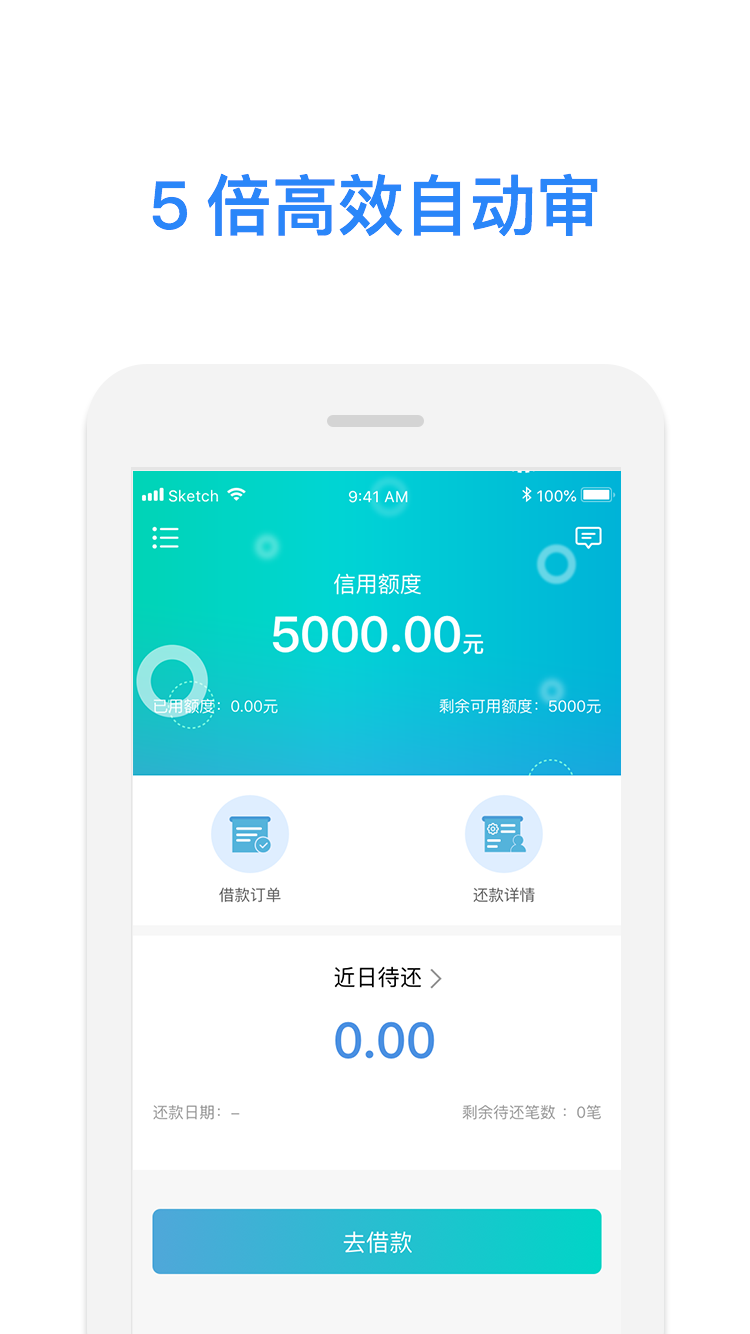 5 倍高效自动审
Sketch 9:41 AM 100%
信用额度
5000.00元
已用额度：0.00元 剩余可用额度：5000元
借款订单 还款详情
近日待还
0.00
还款日期：– 剩余待还笔数 ：0笔
去借款